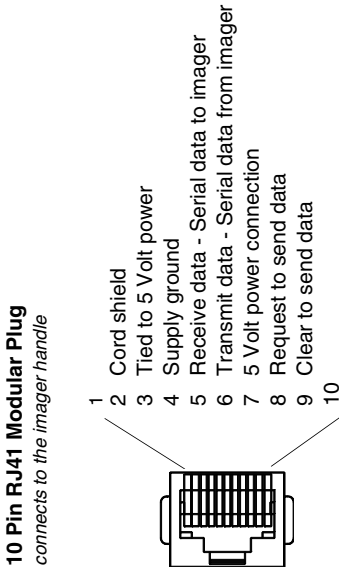 10 Pin RJ41 Modular Plug
connects to the imager handle
1
2 Cord shield
3 Tied to 5 Volt power
4 Supply ground
5 Receive data - Serial data to imager
6 Transmit data - Serial data from imager
7 5 Volt power connection
8 Request to send data
9 Clear to send data
10